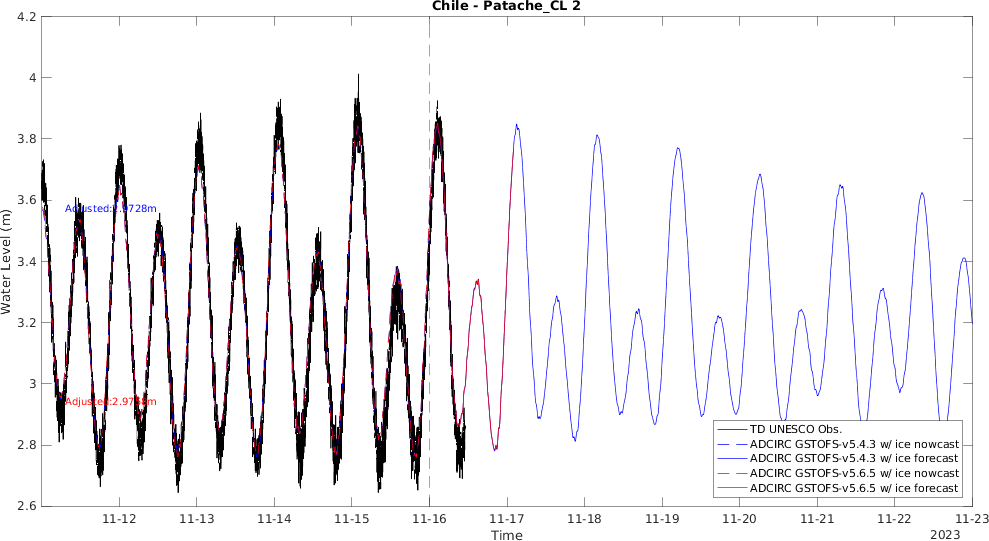 Chile - Patache_CL 2
4.2
4
3.8
3.6
3.4
3.2
3
2.8
2.6
Water Level (m)
11-12
11-13
11-14
11-15
11-16
11-17
11-18
11-19
11-20
11-21
11-22
11-23
Time
2023
TD UNESCO Obs.
ADCIRC GSTOFS-v5.4.3 w/ ice nowcast
ADCIRC GSTOFS-v5.4.3 w/ ice forecast
ADCIRC GSTOFS-v5.6.5 w/ ice nowcast
ADCIRC GSTOFS-v5.6.5 w/ ice forecast